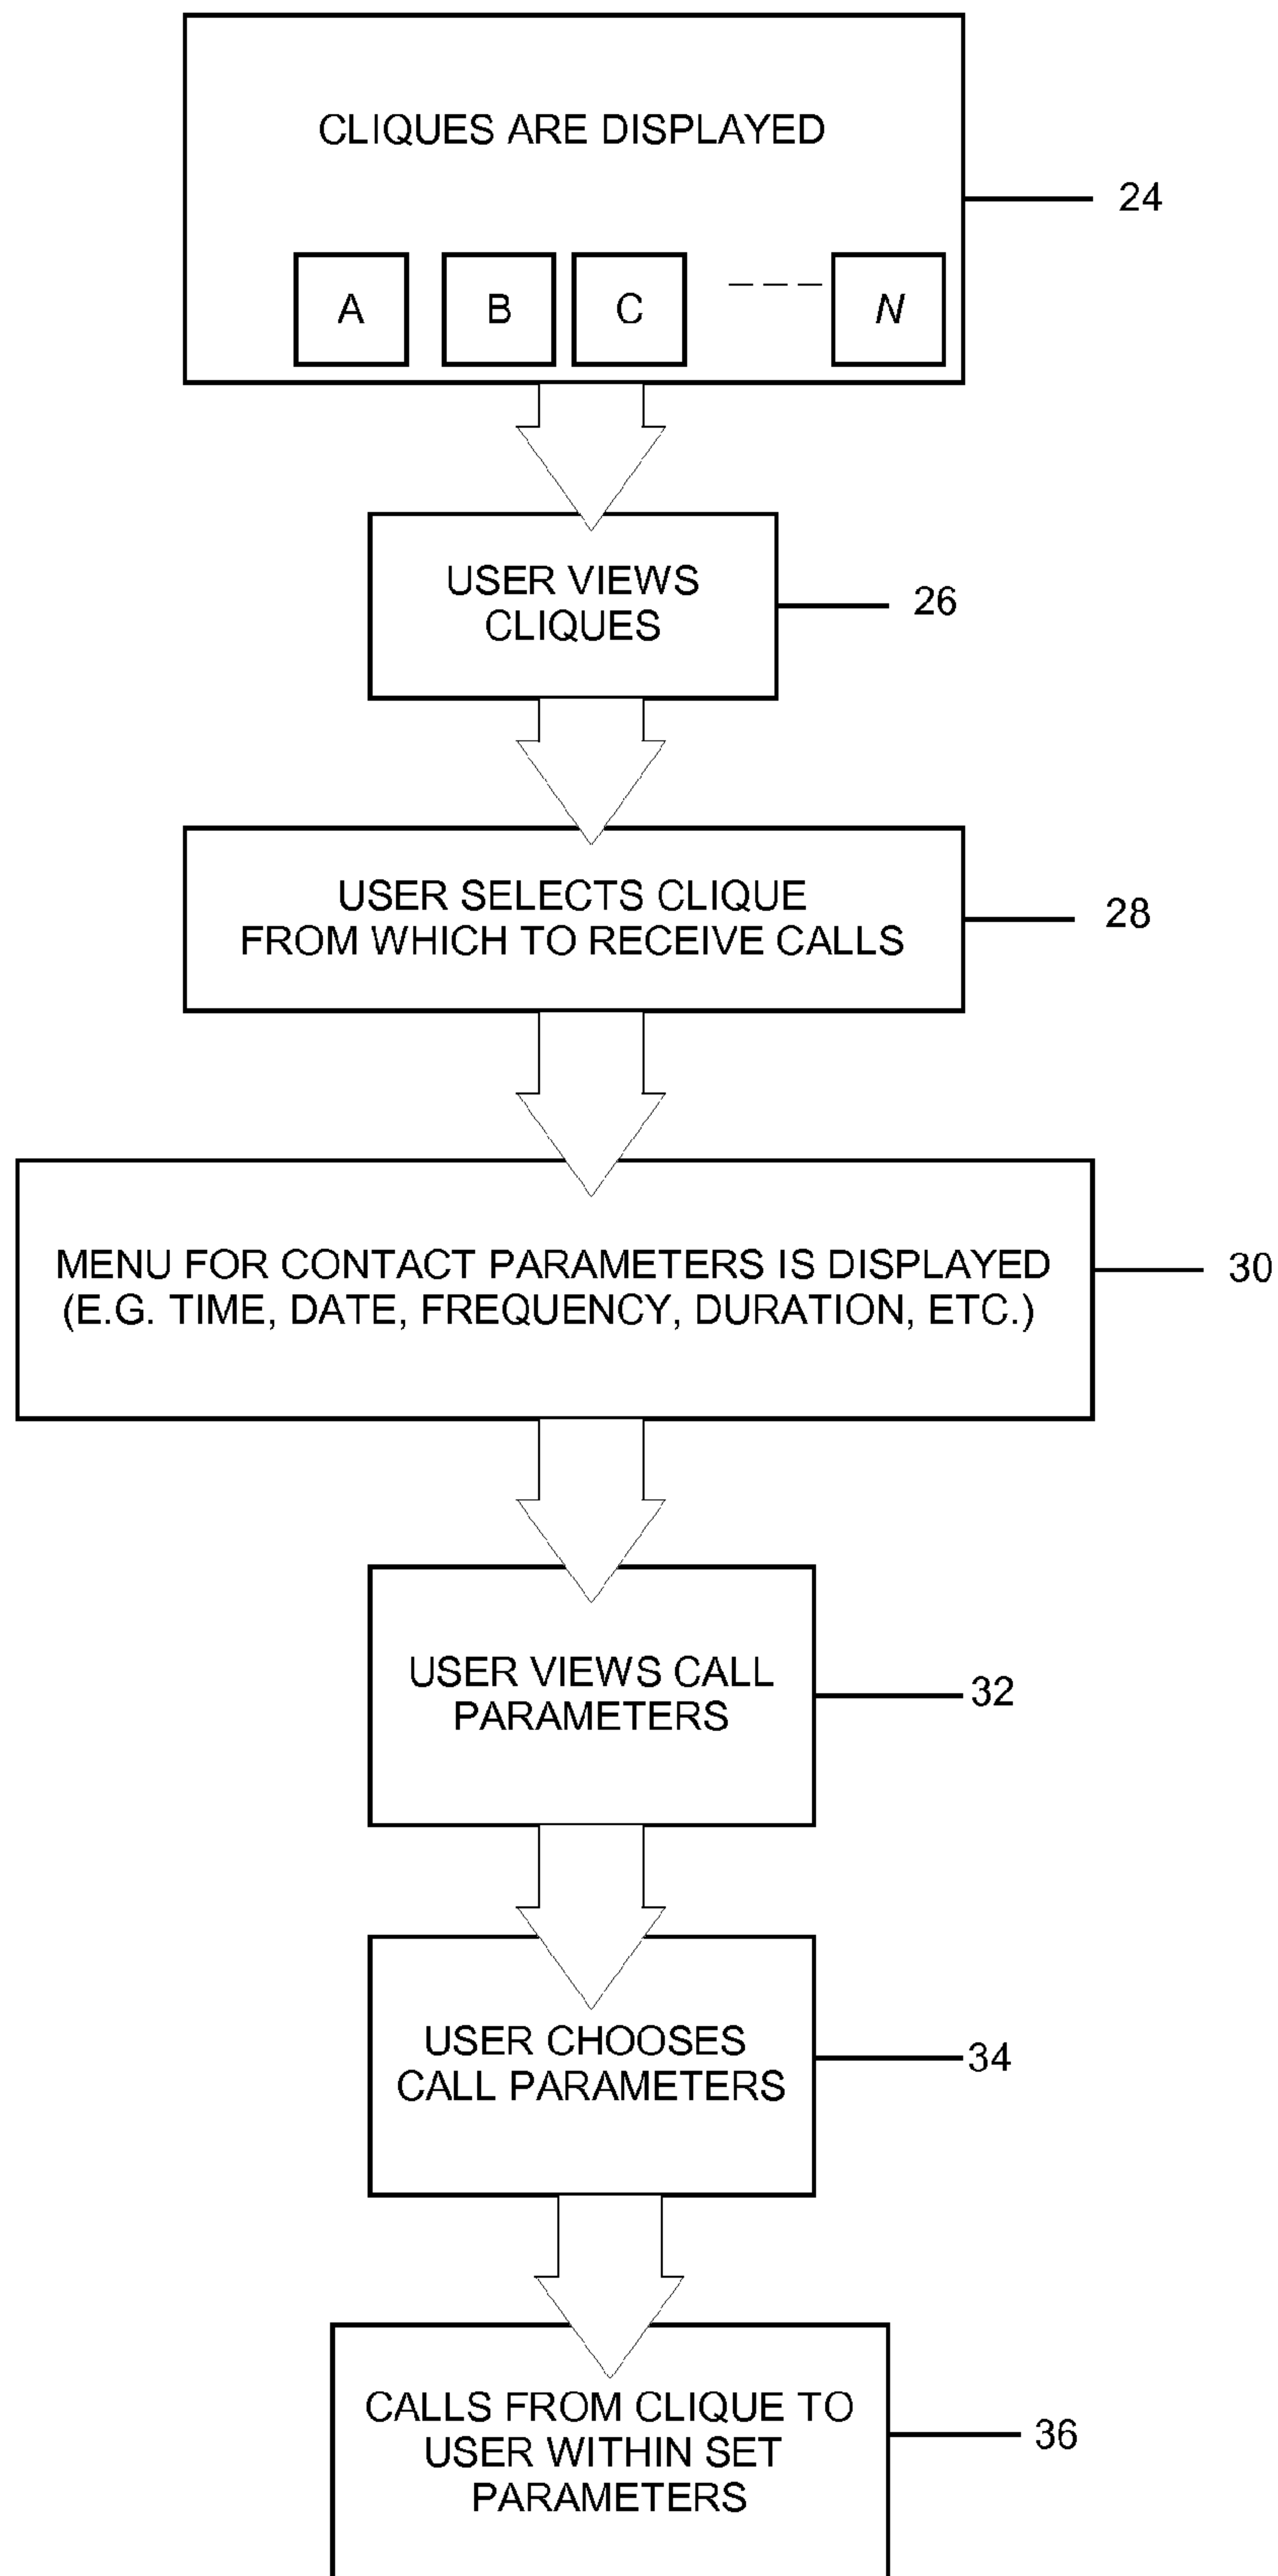 CLIQUES ARE DISPLAYED
24
A B C N
USER VIEWS
CLIQUES
26
USER SELECTS CLIQUE
FROM WHICH TO RECEIVE CALLS
28
MENU FOR CONTACT PARAMETERS IS DISPLAYED
(E.G. TIME, DATE, FREQUENCY, DURATION, ETC.)
30
USER VIEWS CALL
PARAMETERS
32
USER CHOOSES
CALL PARAMETERS
34
CALLS FROM CLIQUE TO
USER WITHIN SET
PARAMETERS
36